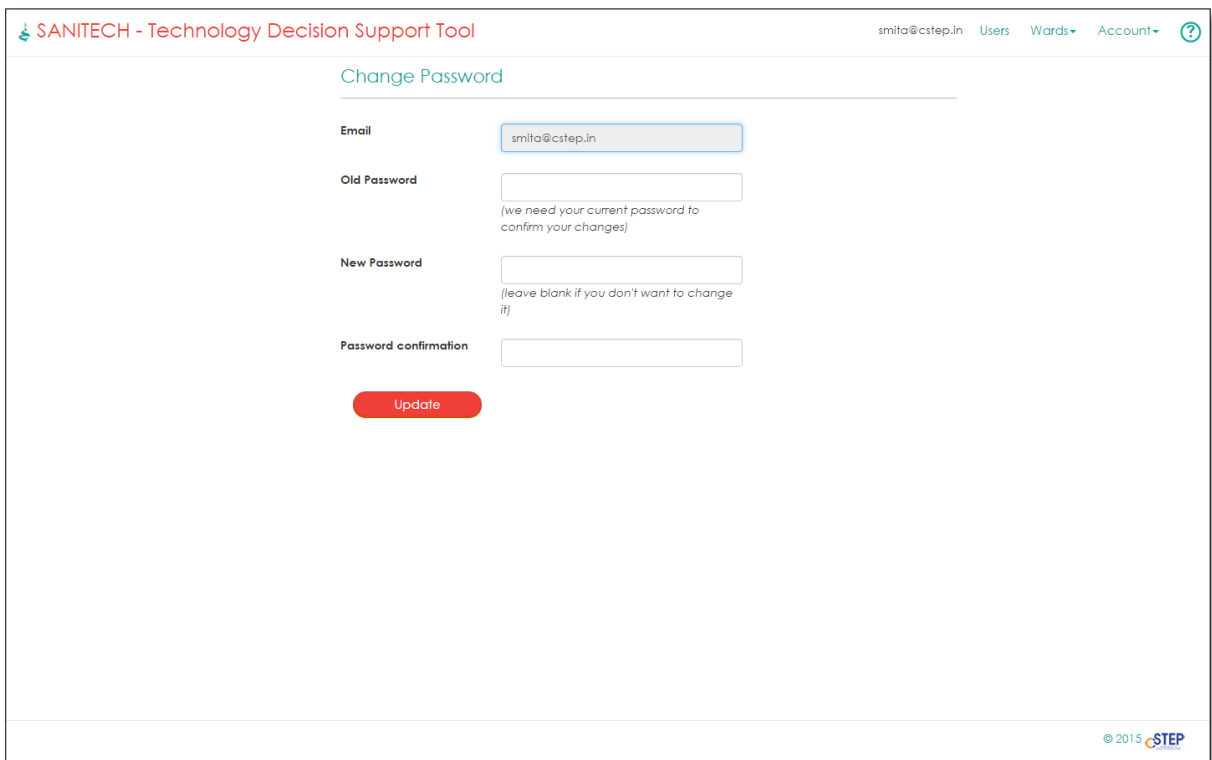 SANITECH - Technology Decision Support Tool
smita@cstep.in Users Wards Account ?
Change Password
Email
smita@cstep.in
Old Password
(we need your current password to
confirm your changes)
New Password
(leave blank if you don't want to change
it)
Password confirmation
Update
© 2015 CSTEP